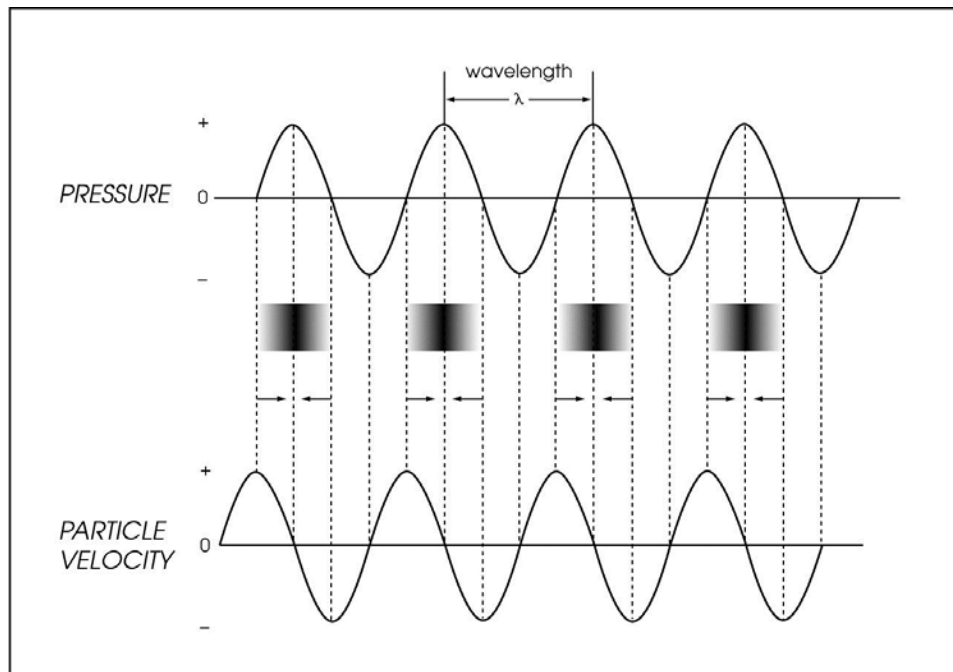 wavelength
λ
+
PRESSURE 0
–
+
PARTICLE
VELOCITY
0
–